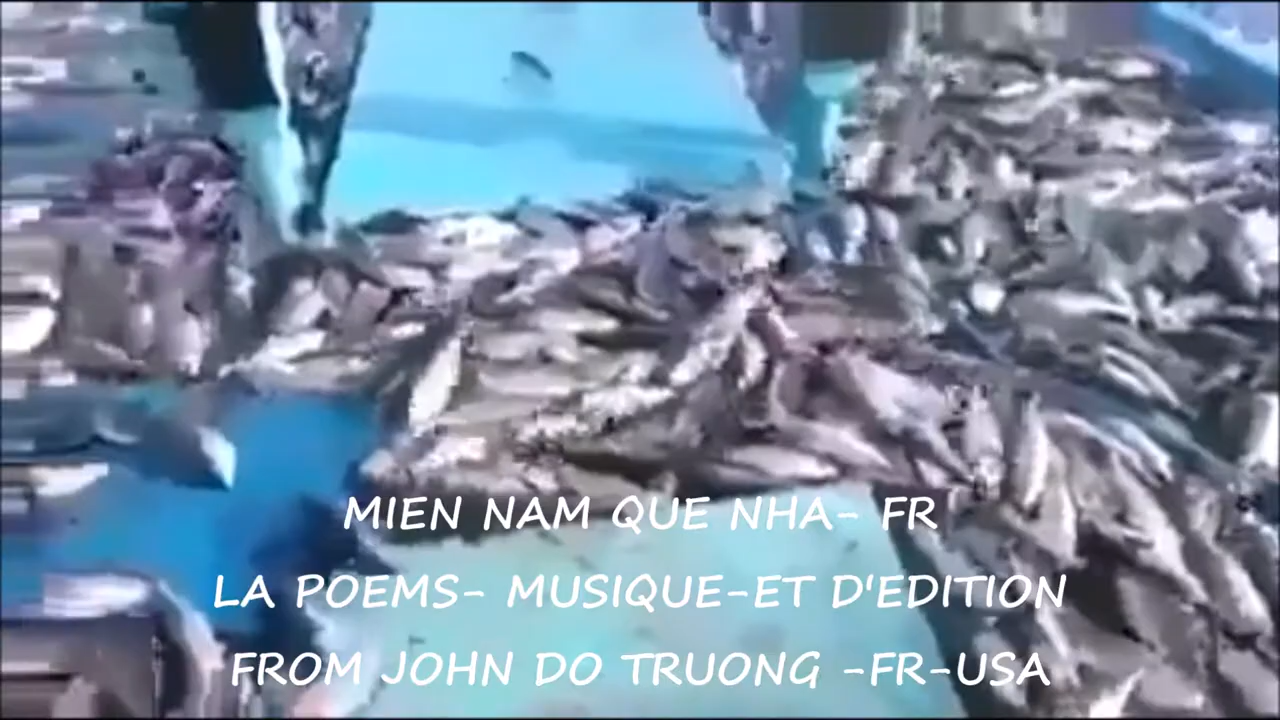 MIEN NAM QUE NHA- FR
LA POEMS- MUSIQUE-ET D'EDITION
FROM JOHN DO TRUONG -FR-USA